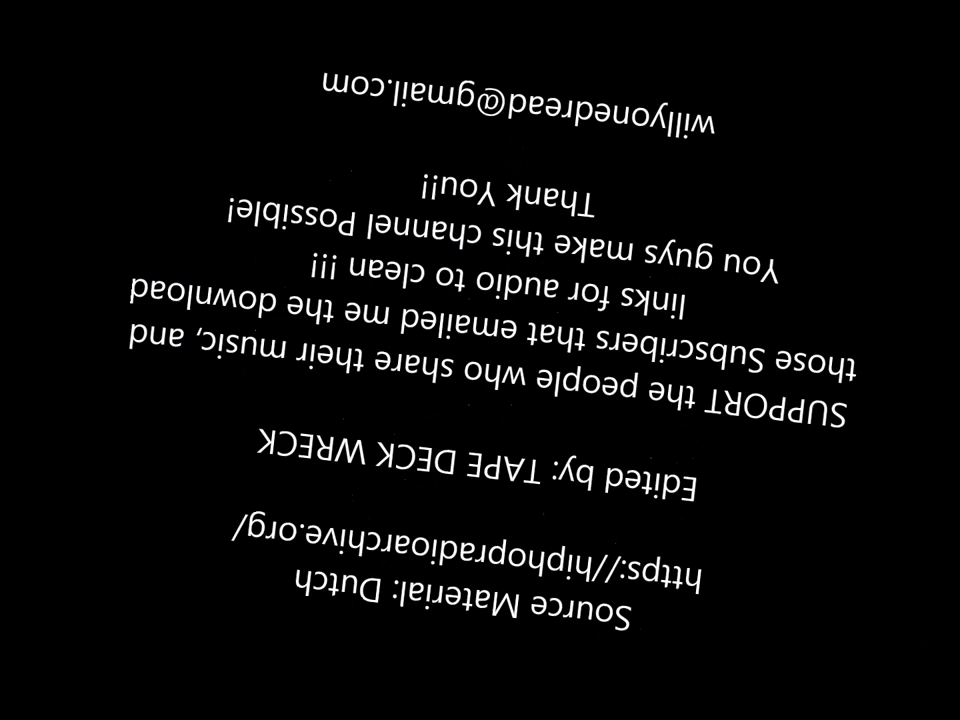 Source Material: Dutch
https://hiphopradioarchive.org/
Edited by: TAPE DECK WRECK
SUPPORT the people who share their music, and
those Subscribers that emailed me the download
links for audio to clean !!!
You guys make this channel Possible!
Thank You!!
willyonedread@gmail.com